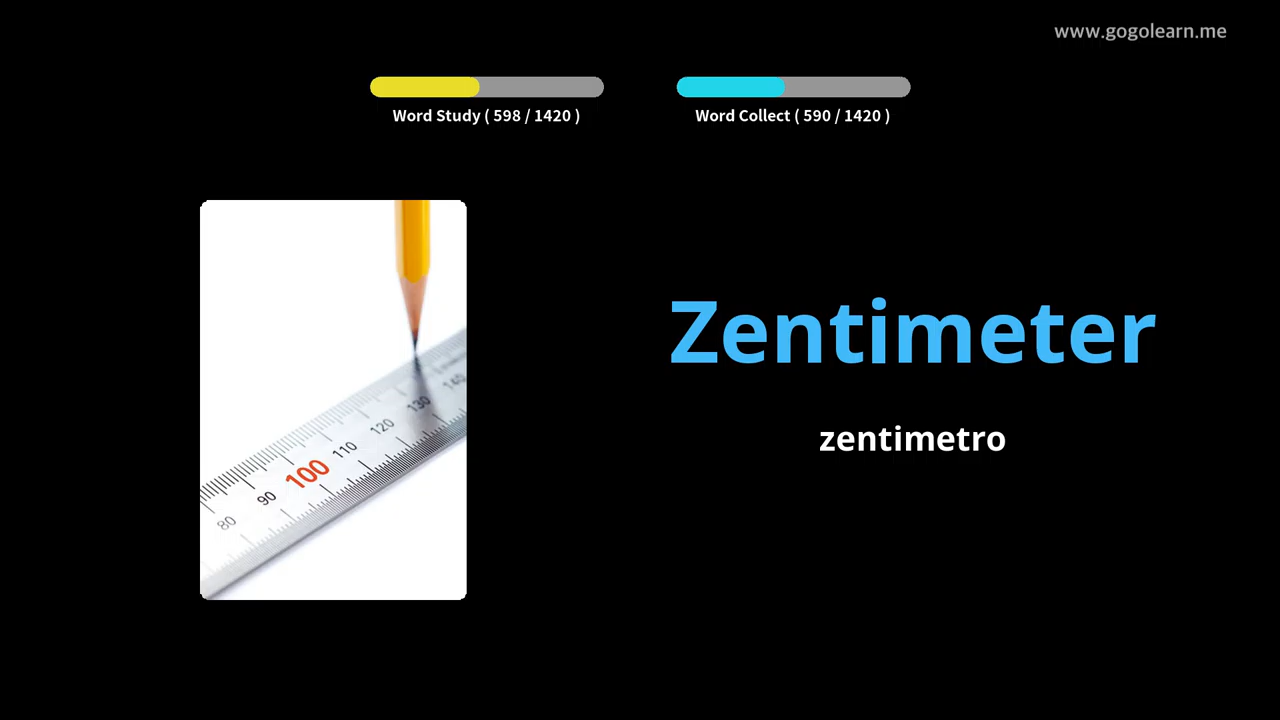 www.gogolearn.me
Word Study ( 598 / 1420 )
Word Collect ( 590 / 1420 )
Zentimeter
zentimetro
80
90
100
110
120
130
140